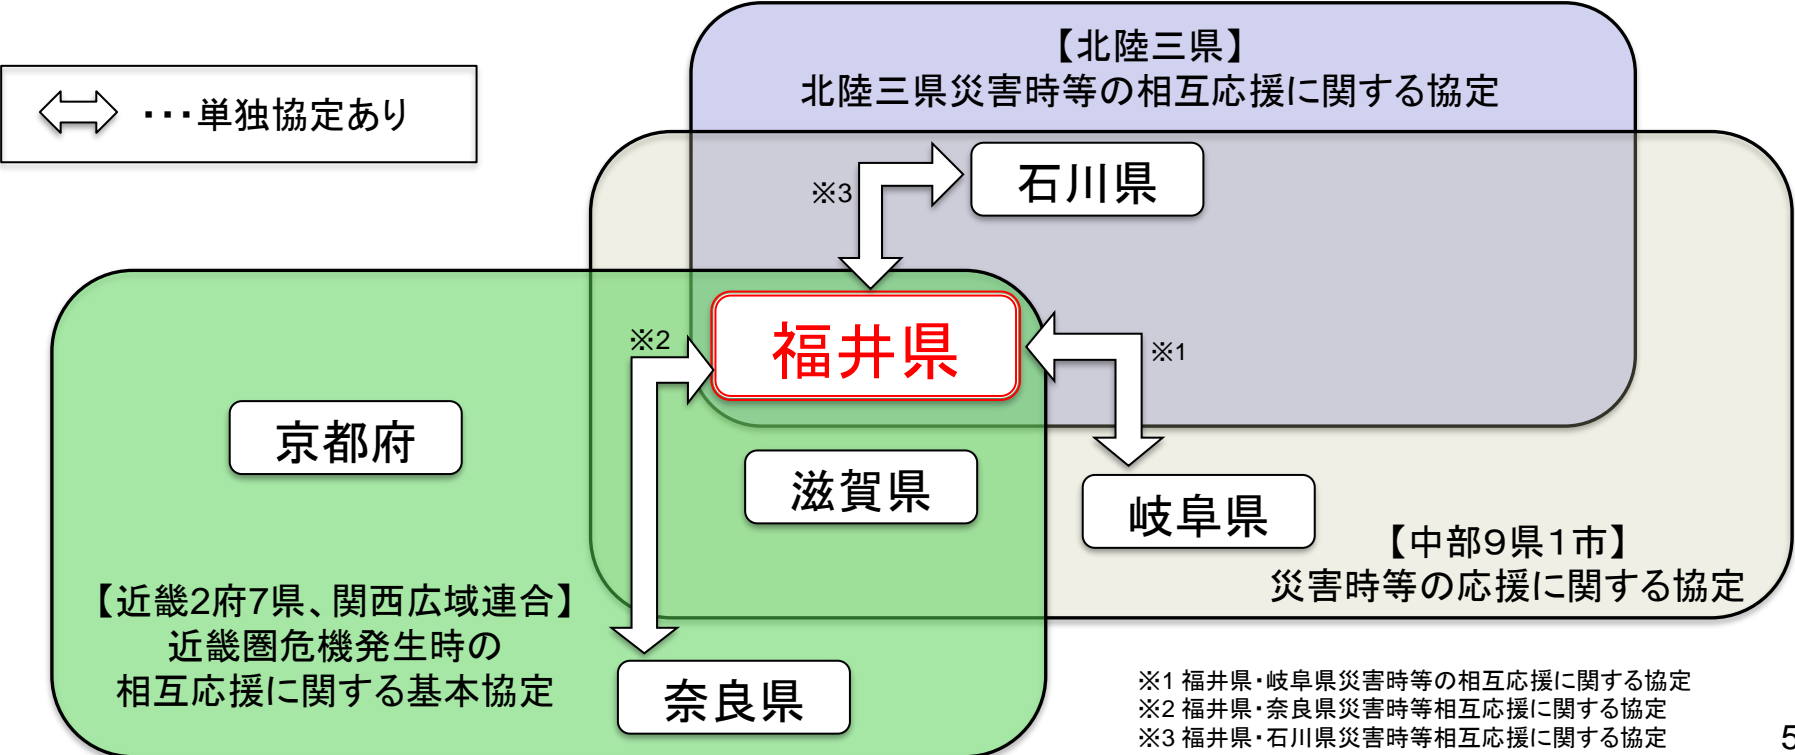 【北陸三県】
北陸三県災害時等の相互応援に関する協定
・・・単独協定あり
石川県
※3
福井県
※2
※1
京都府
滋賀県
岐阜県
【中部9県1市】
災害時等の応援に関する協定
【近畿2府7県、関西広域連合】
近畿圏危機発生時の
相互応援に関する基本協定
奈良県
※1 福井県・岐阜県災害時等の相互応援に関する協定
※2 福井県・奈良県災害時等相互応援に関する協定
※3 福井県・石川県災害時等相互応援に関する協定
5